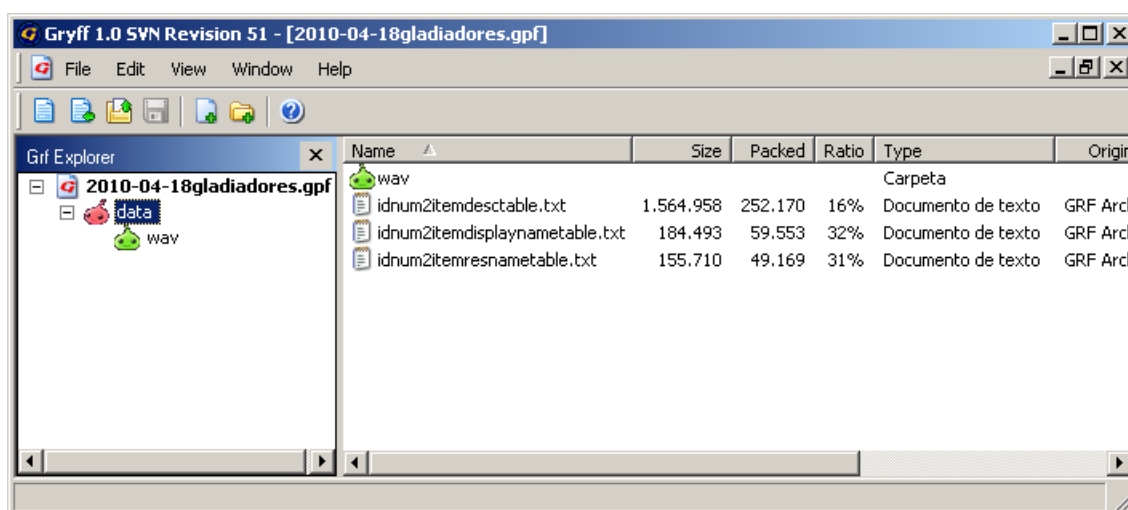 Gryff 1.0 SVN Revision 51 - [2010-04-18gladiadores.gpf]
File Edit View Window Help
Grf Explorer
2010-04-18gladiadores.gpf
data
wav
Name Size Packed Ratio Type Origin
wav Carpeta
idnum2itemdesctable.txt 1.564.958 252.170 16% Documento de texto GRF Arc
idnum2itemdisplaynametable.txt 184.493 59.553 32% Documento de texto GRF Arc
idnum2itemresnametable.txt 155.710 49.169 31% Documento de texto GRF Arc